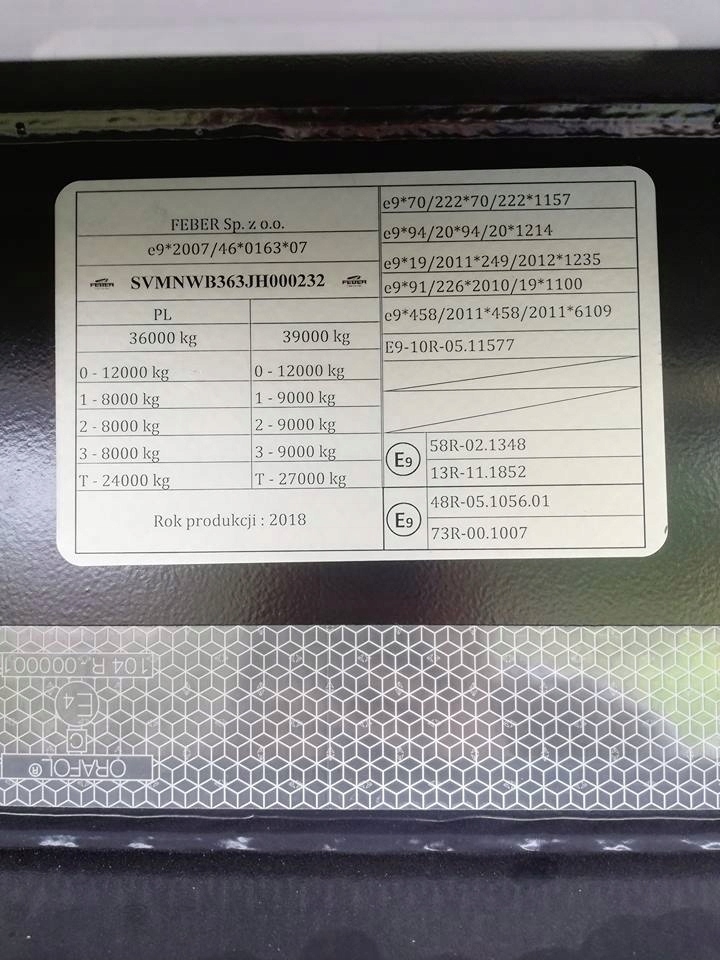 FEBER Sp. z o.o.
e9*2007/46*0163*07
FEBER SVMNWB363JH000232 FEBER
PL
36000 kg 39000 kg
0 - 12000 kg 0 - 12000 kg
1 - 8000 kg 1 - 9000 kg
2 - 8000 kg 2 - 9000 kg
3 - 8000 kg 3 - 9000 kg
T - 24000 kg T - 27000 kg
Rok produkcji : 2018
e9*70/222*70/222*1157
e9*94/20*94/20*1214
e9*19/2011*249/2012*1235
e9*91/226*2010/19*1100
e9*458/2011*458/2011*6109
E9-10R-05.11577
E9
58R-02.1348
13R-11.1852
E9
48R-05.1056.01
73R-00.1007
ORAFOL®
C
E4